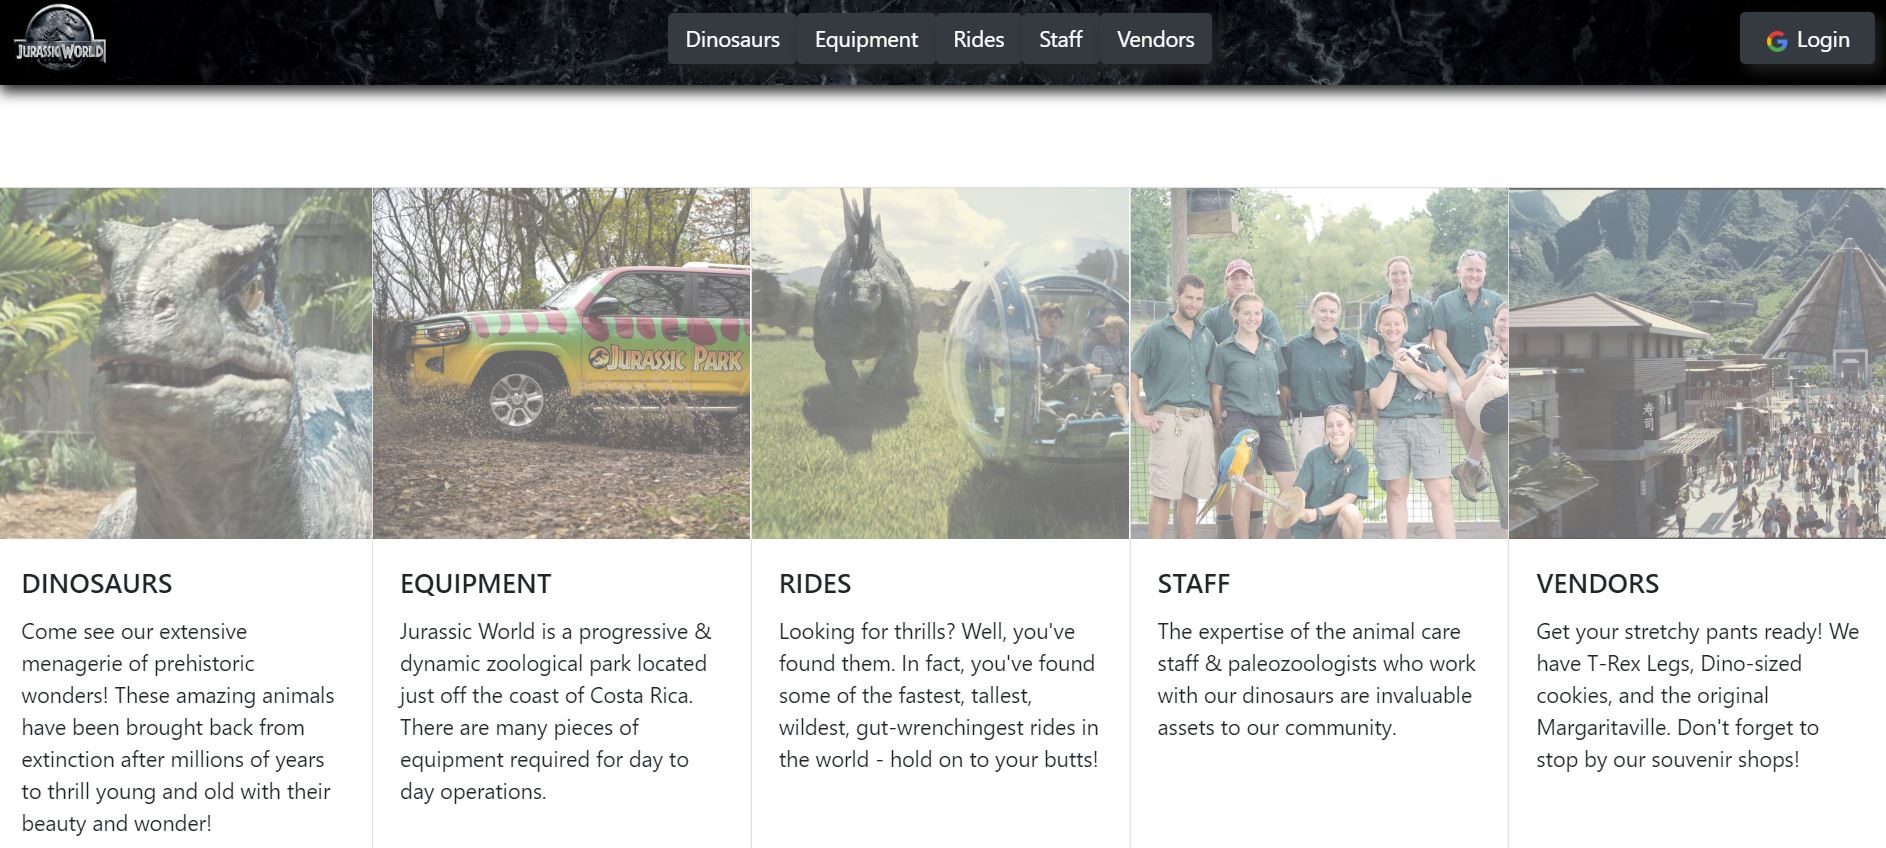 JURASSIC WORLD
Dinosaurs
Equipment
Rides
Staff
Vendors
Login
JURASSIC PARK
寿司
DINOSAURS
Come see our extensive
menagerie of prehistoric
wonders! These amazing animals
have been brought back from
extinction after millions of years
to thrill young and old with their
beauty and wonder!
EQUIPMENT
Jurassic World is a progressive &
dynamic zoological park located
just off the coast of Costa Rica.
There are many pieces of
equipment required for day to
day operations.
RIDES
Looking for thrills? Well, you've
found them. In fact, you've found
some of the fastest, tallest,
wildest, gut-wrenchingest rides in
the world - hold on to your butts!
STAFF
The expertise of the animal care
staff & paleozoologists who work
with our dinosaurs are invaluable
assets to our community.
VENDORS
Get your stretchy pants ready! We
have T-Rex Legs, Dino-sized
cookies, and the original
Margaritaville. Don't forget to
stop by our souvenir shops!